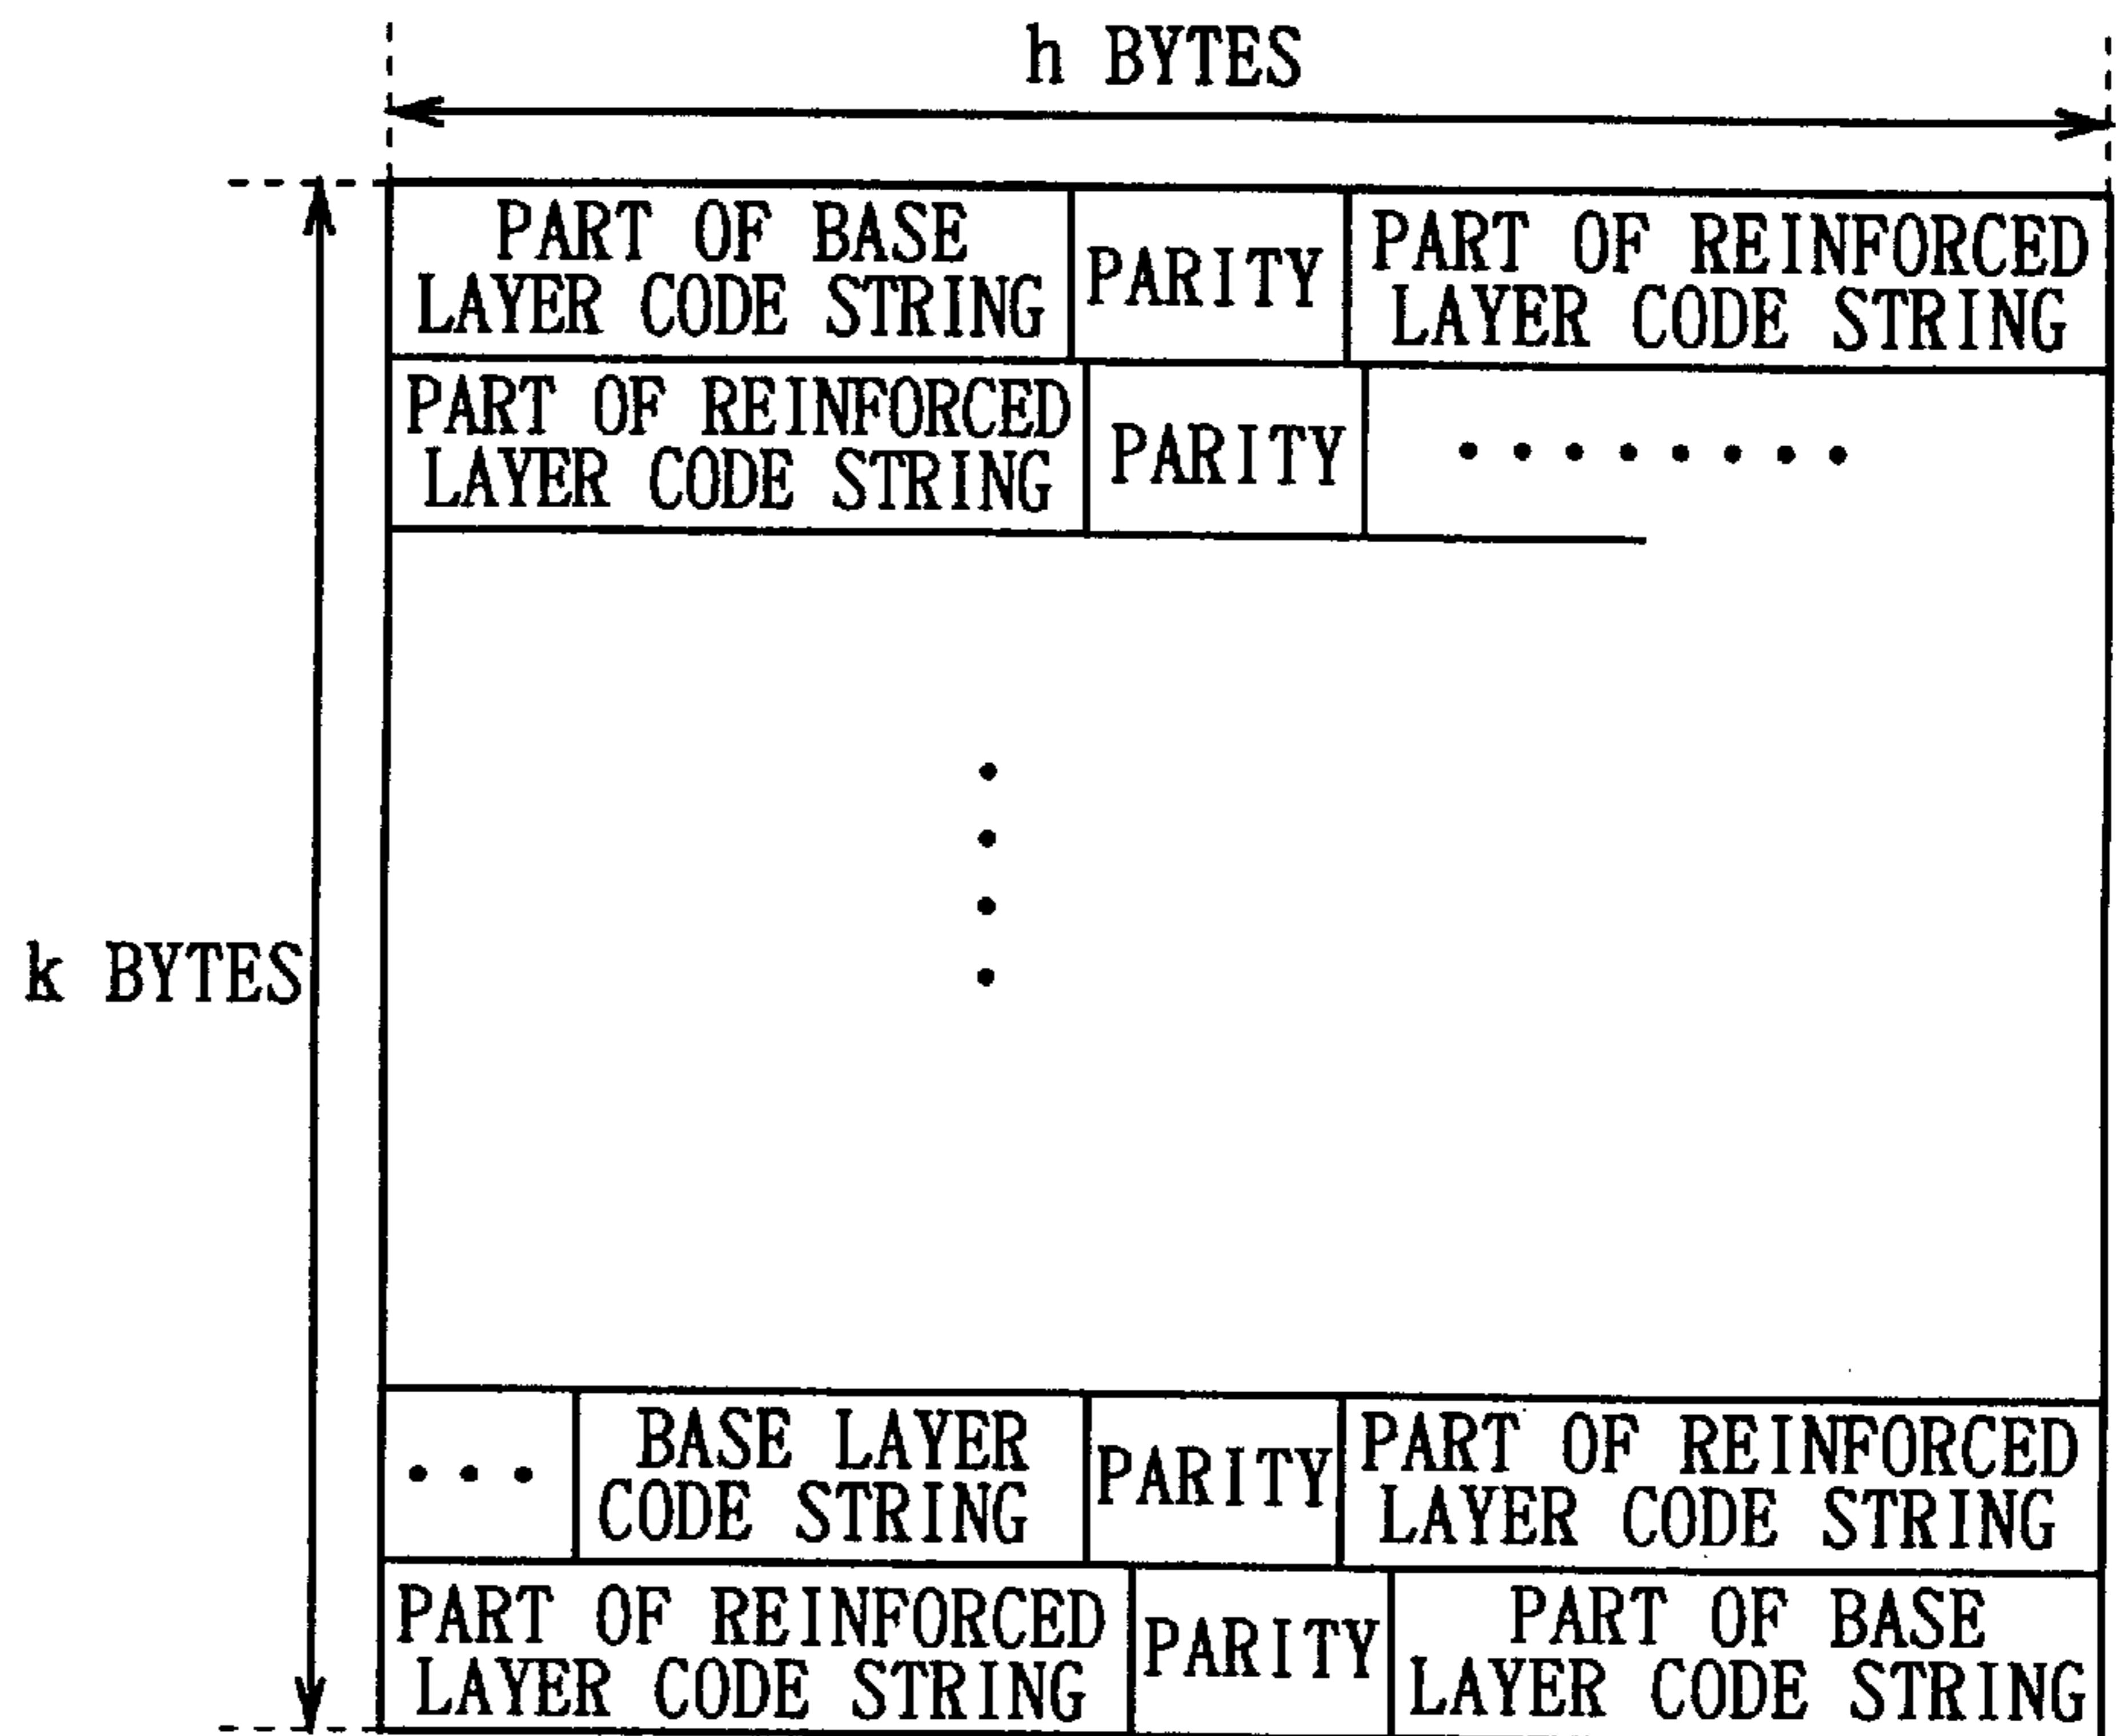 h BYTES
PART OF BASE
LAYER CODE STRING
PARITY
PART OF REINFORCED
LAYER CODE STRING
PART OF REINFORCED
LAYER CODE STRING
PARITY
• • • • • • • •
k BYTES
• • •
BASE LAYER
CODE STRING
PARITY
PART OF REINFORCED
LAYER CODE STRING
PART OF REINFORCED
LAYER CODE STRING
PARITY
PART OF BASE
LAYER CODE STRING